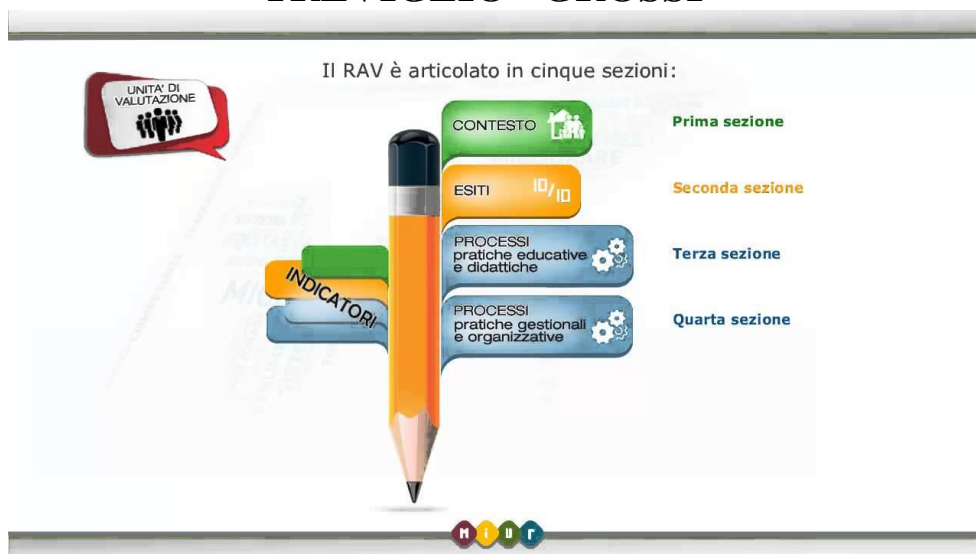 UNITA' DI
VALUTAZIONE
Il RAV è articolato in cinque sezioni:
CONTESTO
Prima sezione
ESITI
10/10
Seconda sezione
PROCESSI
pratiche educative
e didattiche
Terza sezione
INDICATORI
PROCESSI
pratiche gestionali
e organizzative
Quarta sezione
MIUR